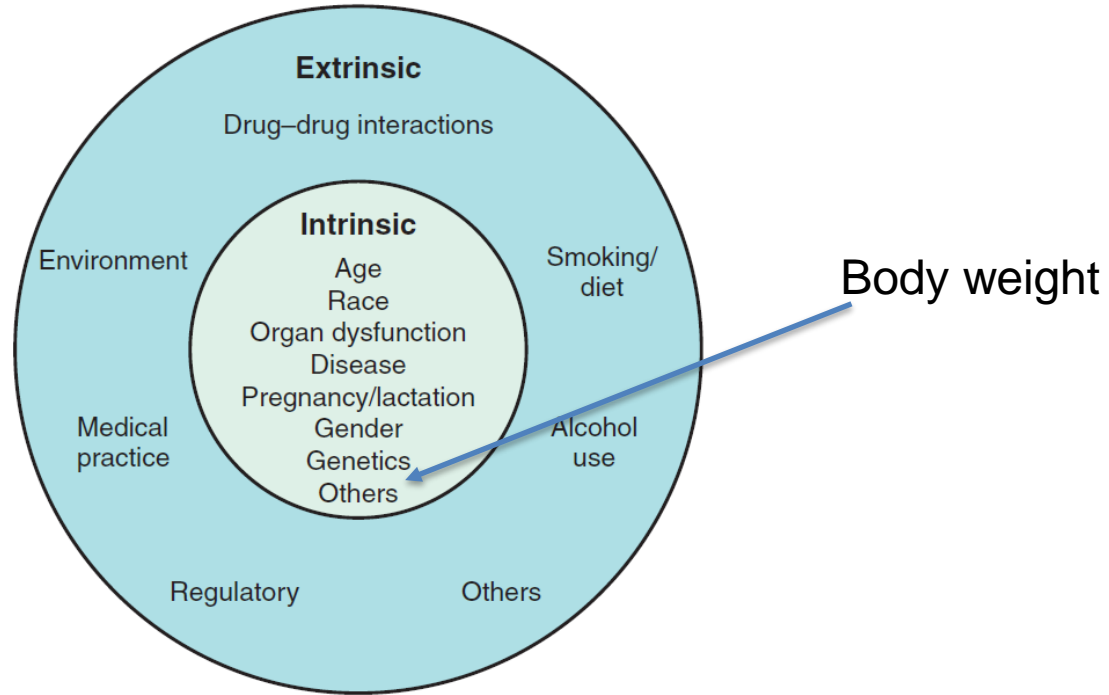 Extrinsic
Drug–drug interactions
Intrinsic
Age
Race
Organ dysfunction
Disease
Pregnancy/lactation
Gender
Genetics
Others
Environment
Smoking/
diet
Medical
practice
Alcohol
use
Regulatory
Others
Body weight